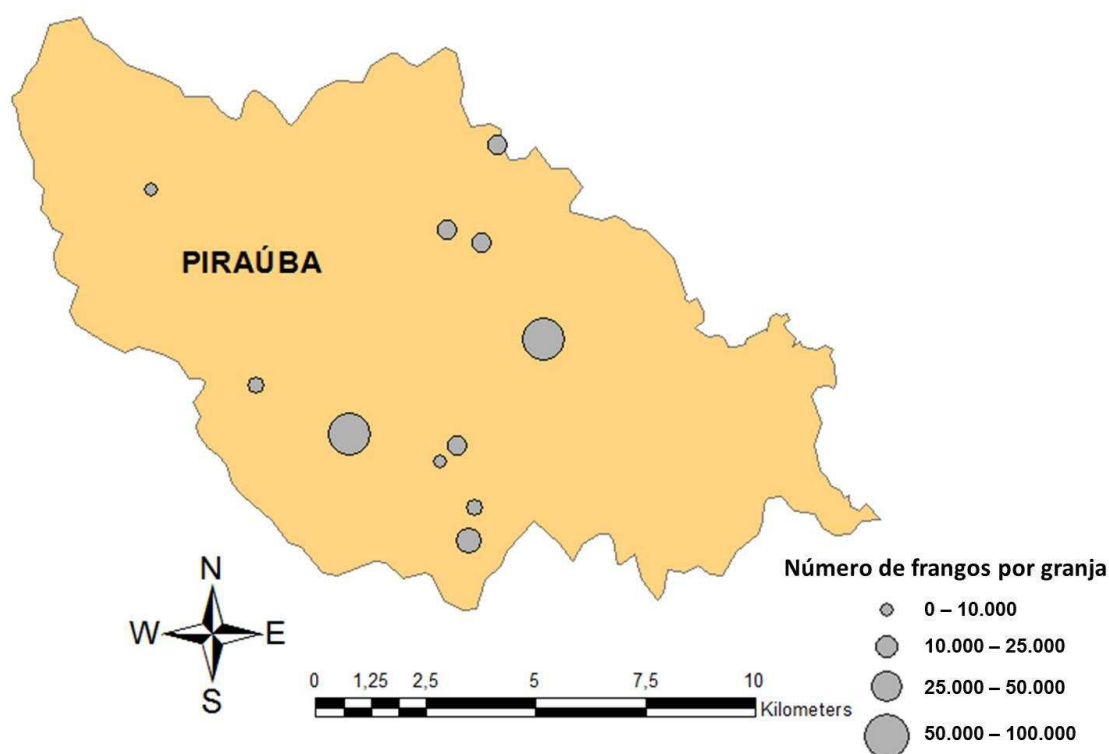 PIRAÚBA
N
W E
S
0 1,25 2,5 5 7,5 10
Kilometers
Número de frangos por granja
0 – 10.000
10.000 – 25.000
25.000 – 50.000
50.000 – 100.000